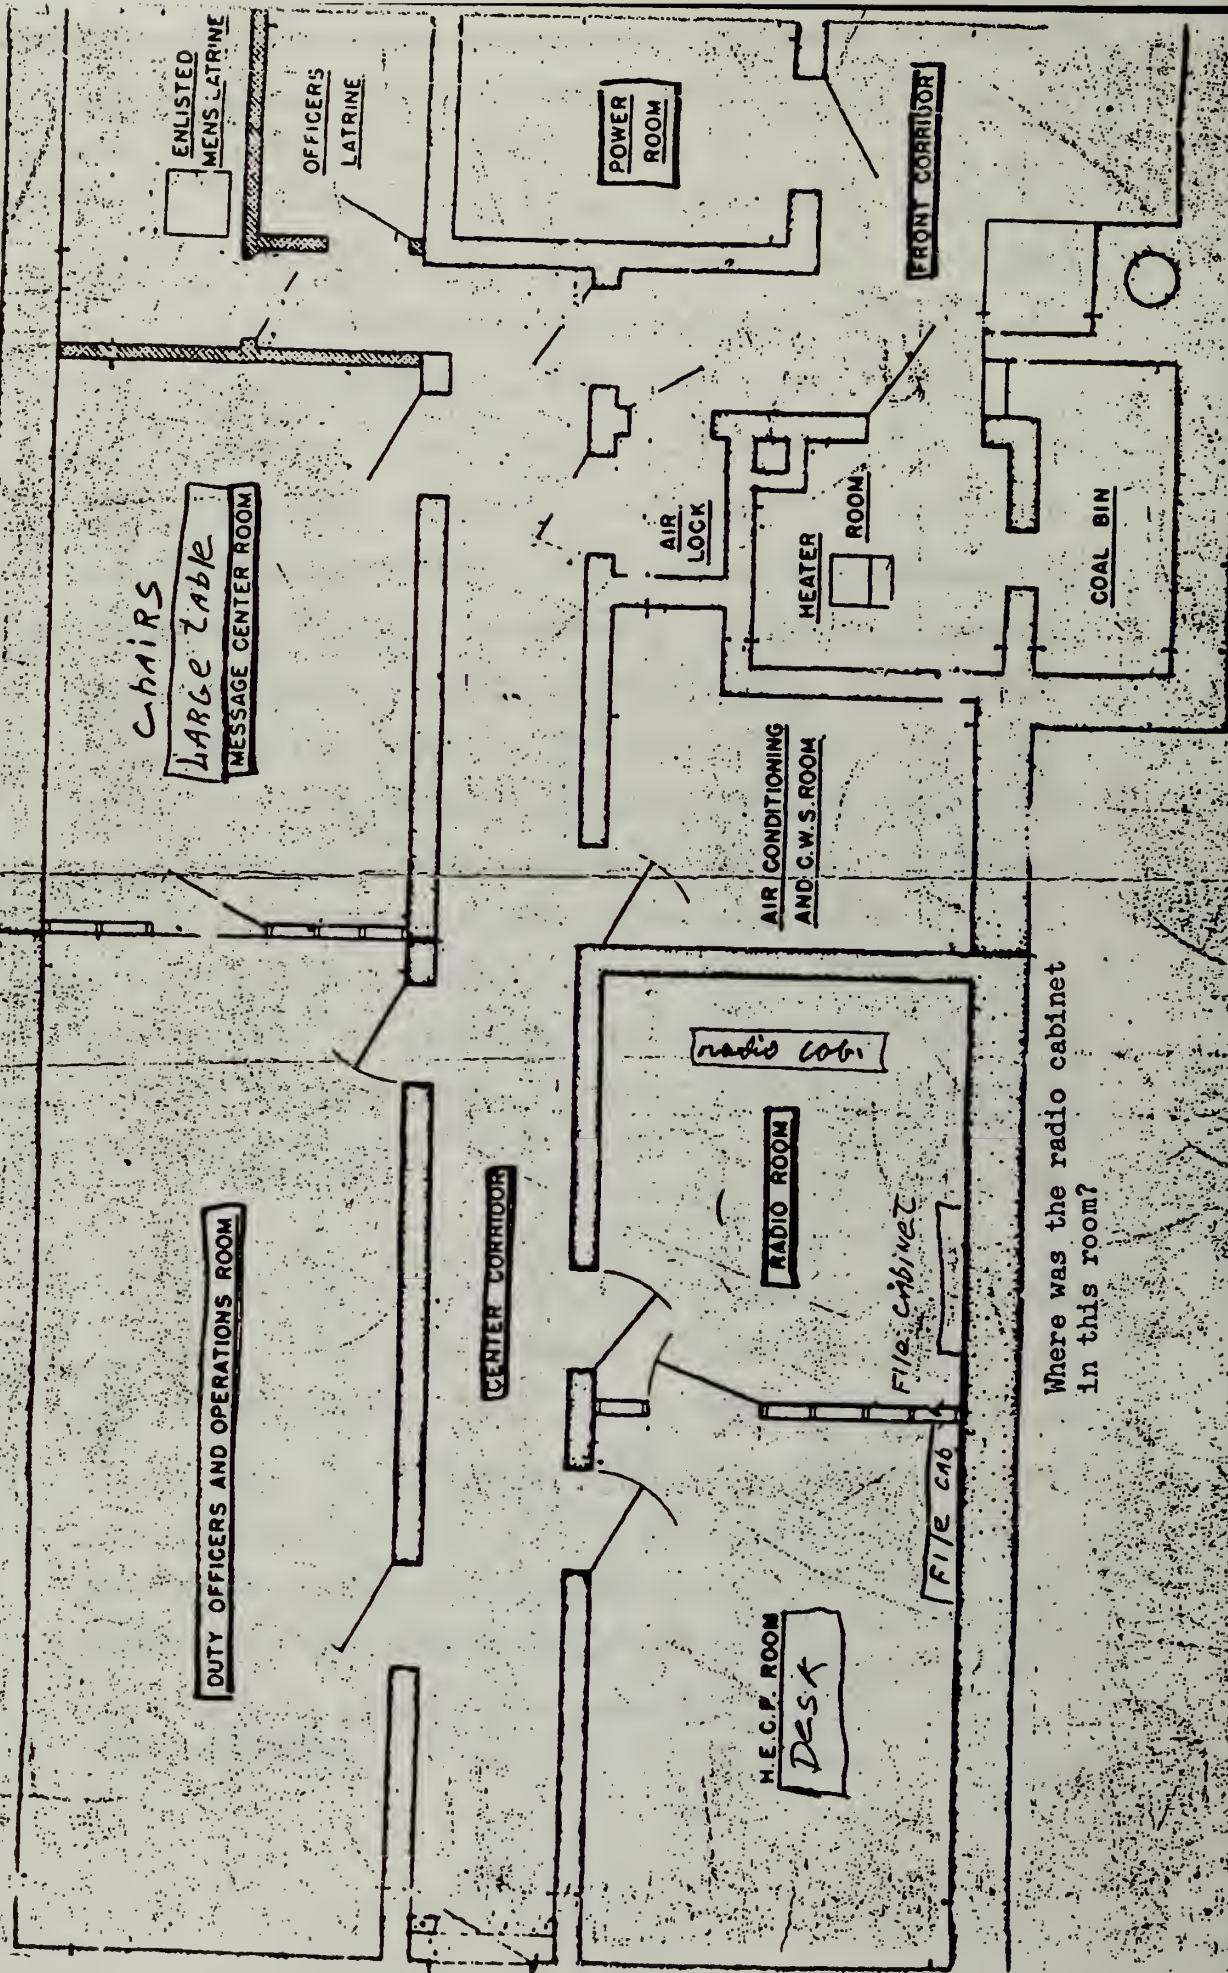 ENLISTED
MENS LATRINE
OFFICERS
LATRINE
POWER
ROOM
FRONT CORRIDOR
ChAIRS
LARGE TAble
MESSAGE CENTER ROOM
AIR
LOCK
HEATER
ROOM
COAL BIN
AIR CONDITIONING
AND C.W.S. ROOM
DUTY OFFICERS AND OPERATIONS ROOM
CENTER CORRIDOR
radio cabi
RADIO ROOM
FIle CAbiNeT
H.E.C.P. ROOM
DesK
FIle CAb
Where was the radio cabinet
in this room?